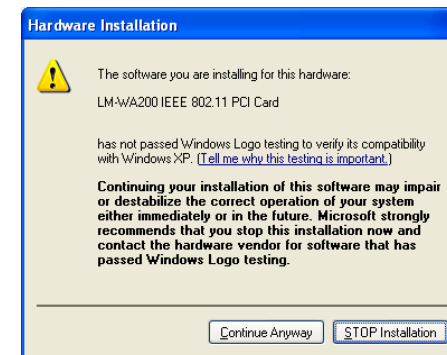 Hardware Installation
The software you are installing for this hardware:
LM-WA200 IEEE 802.11 PCI Card
has not passed Windows Logo testing to verify its compatibility
with Windows XP. (Tell me why this testing is important.)
Continuing your installation of this software may impair
or destabilize the correct operation of your system
either immediately or in the future. Microsoft strongly
recommends that you stop this installation now and
contact the hardware vendor for software that has
passed Windows Logo testing.
Continue Anyway STOP Installation